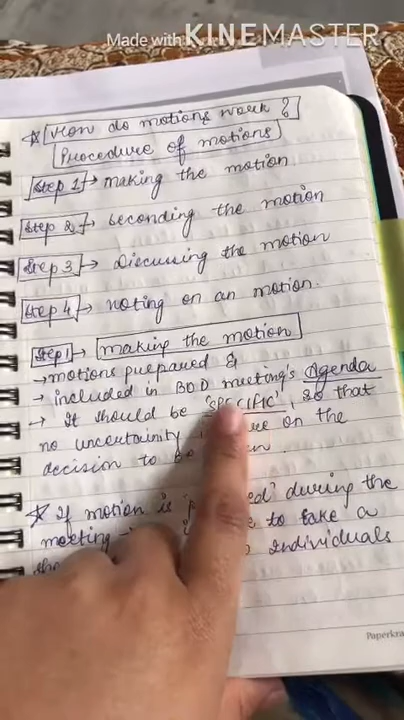 Made with KINEMASTER
☆ How do motions work ?
Procedure of motions
Step 1 → making the motion
Step 2 → seconding the motion
Step 3 → Discussing the motion
Step 4 → voting on an motion.
Step 1 → making the motion
→ motions prepared &
→ included in BOD meeting's Agenda
→ It should be 'SPECIFIC', so that
no uncertainty on the
decision to
☆ If motion is during the
meeting to take a
individuals
Paperkra